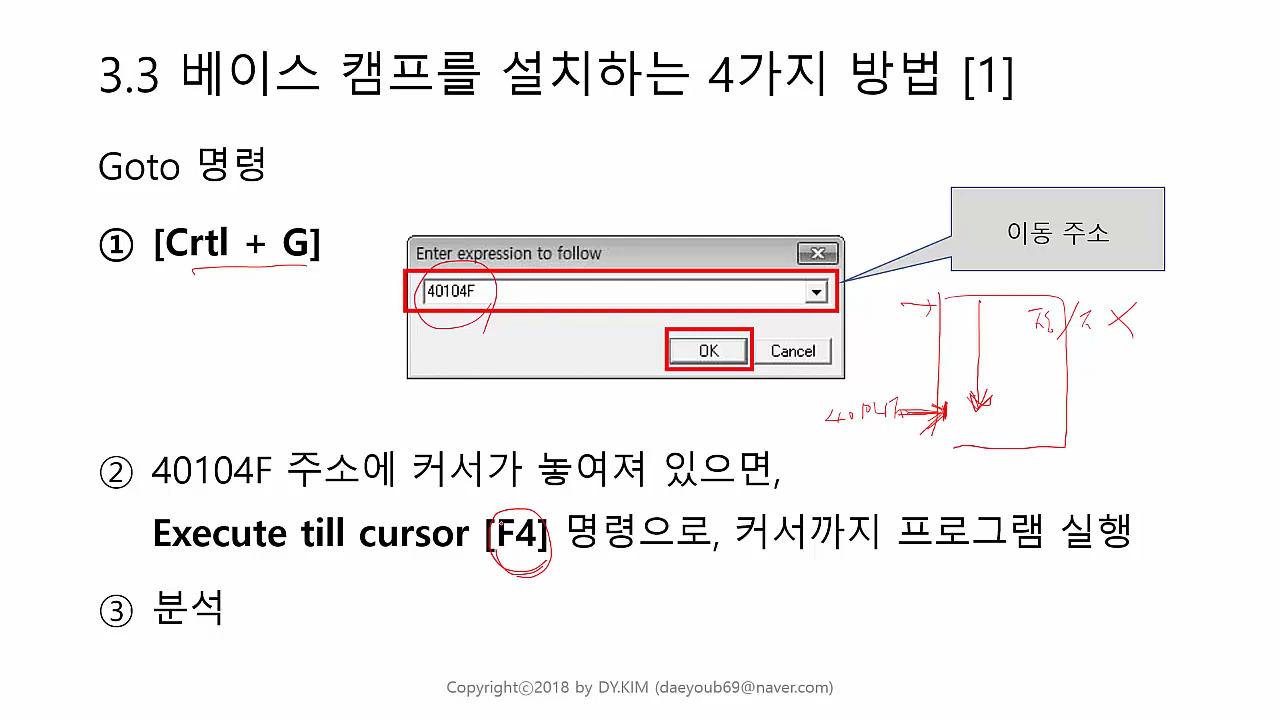 3.3 베이스 캠프를 설치하는 4가지 방법 [1]
Goto 명령
① [Crtl + G]
Enter expression to follow
40104F
OK
Cancel
이동 주소
② 40104F 주소에 커서가 놓여져 있으면,
Execute till cursor [F4] 명령으로, 커서까지 프로그램 실행
③ 분석
Copyrightⓒ2018 by DY.KIM (daeyoub69@naver.com)